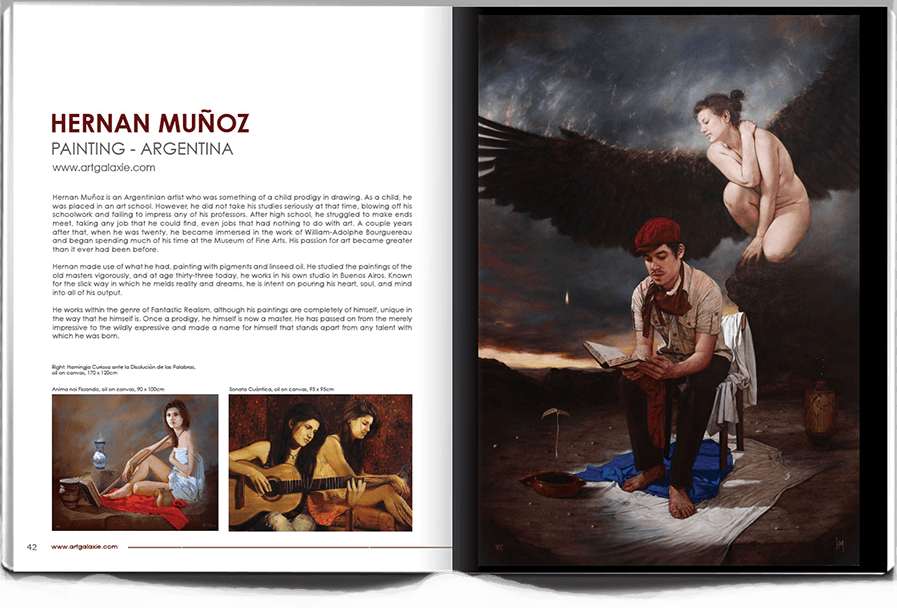 HERNAN MUÑOZ
PAINTING - ARGENTINA
www.artgalaxie.com
Hernan Muñoz is an Argentinian artist who was something of a child prodigy in drawing. As a child, he
was placed in an art school. However, he did not take his studies seriously at that time, blowing off his
schoolwork and failing to impress any of his professors. After high school, he struggled to make ends
meet, taking any job that he could find, even jobs that had nothing to do with art. A couple years
after that, when he was twenty, he became immersed in the work of William-Adolphe Bourguereau
and began spending much of his time at the Museum of Fine Arts. His passion for art became greater
than it ever had been before.
Hernan made use of what he had, painting with pigments and linseed oil. He studied the paintings of the
old masters vigorously, and at age thirty-three today, he works in his own studio in Buenos Aires. Known
for the slick way in which he melds reality and dreams, he is intent on pouring his heart, soul, and mind
into all of his output.
He works within the genre of Fantastic Realism, although his paintings are completely of himself, unique in
the way that he himself is. Once a prodigy, he himself is now a master. He has passed on from the merely
impressive to the wildly expressive and made a name for himself that stands apart from any talent with
which he was born.
Right: Hamingja Curiosa ante la Disolución de las Palabras,
oil on canvas, 170 x 120cm
Anima noi Fissando, oil on canvas, 90 x 100cm
Sonata Cuántica, oil on canvas, 95 x 95cm
42
www.artgalaxie.com